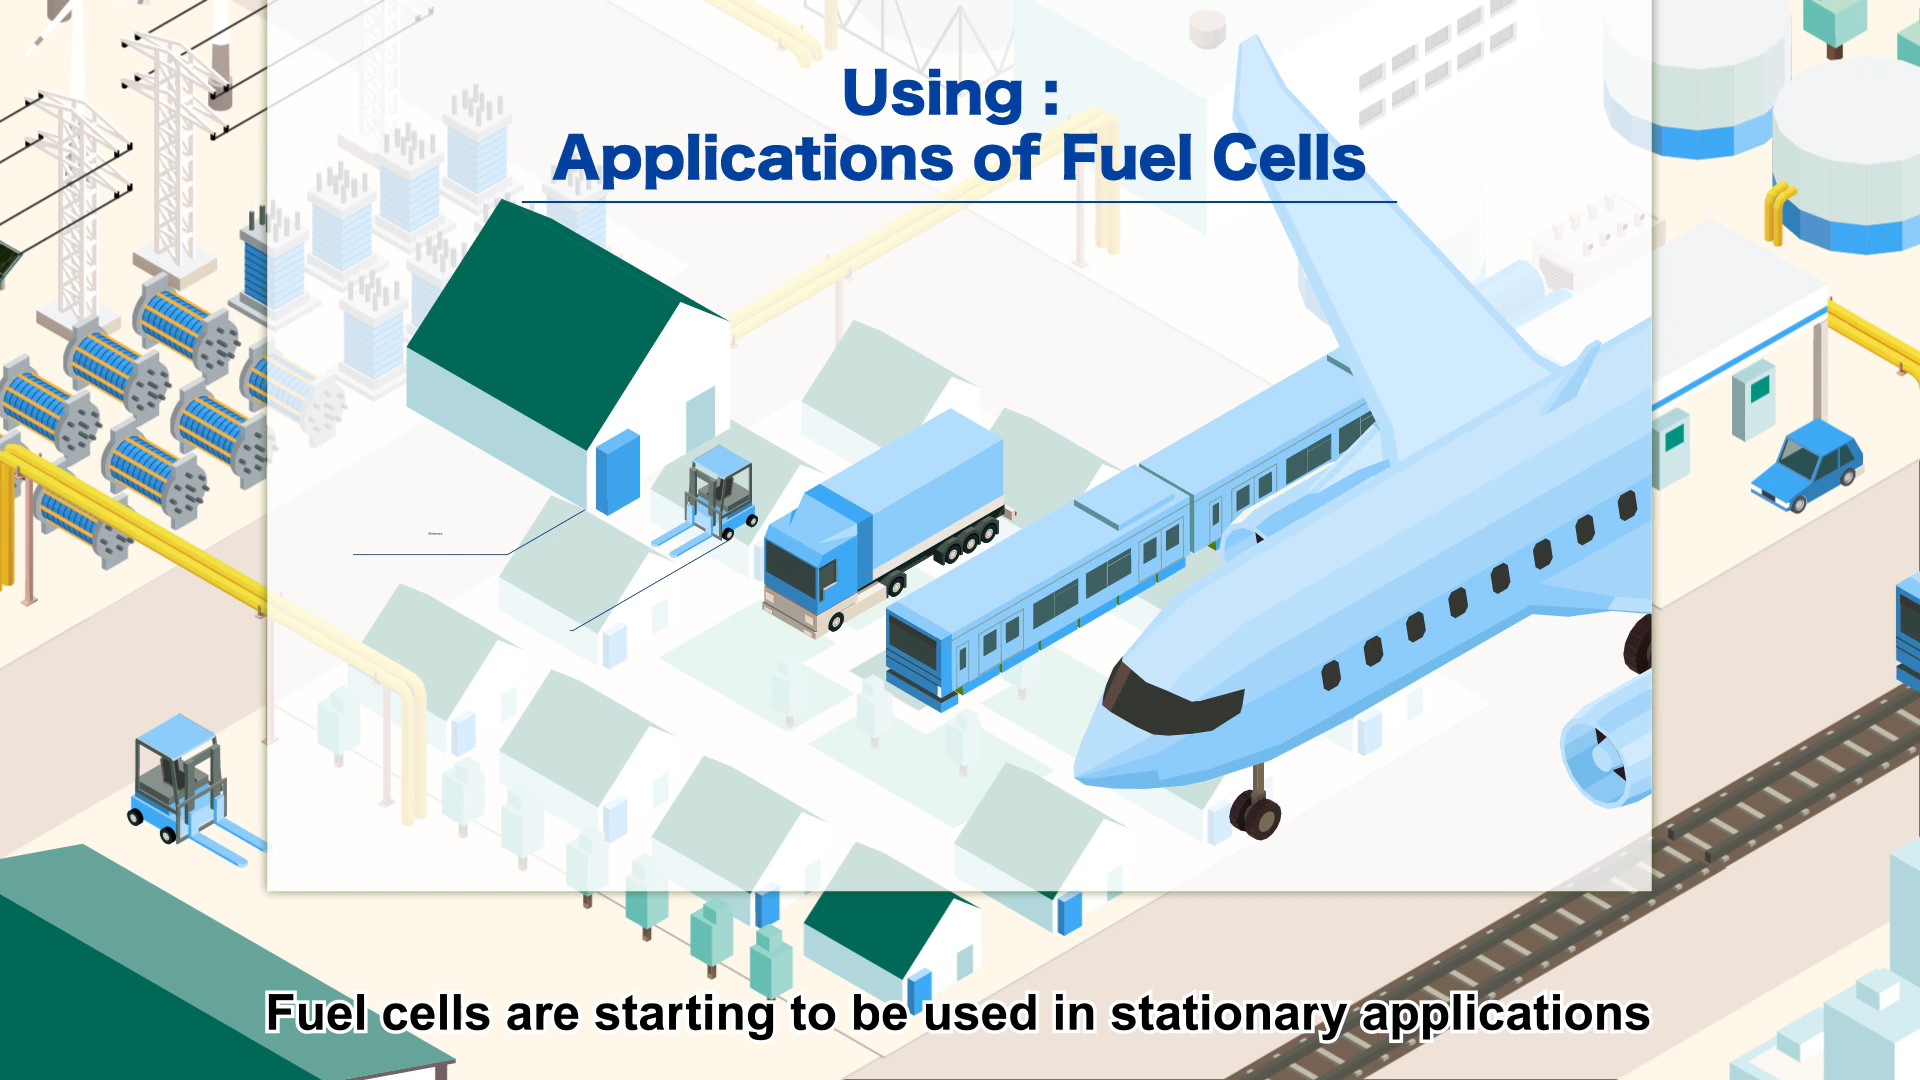 Using :
Applications of Fuel Cells
Fuel cells are starting to be used in stationary applications